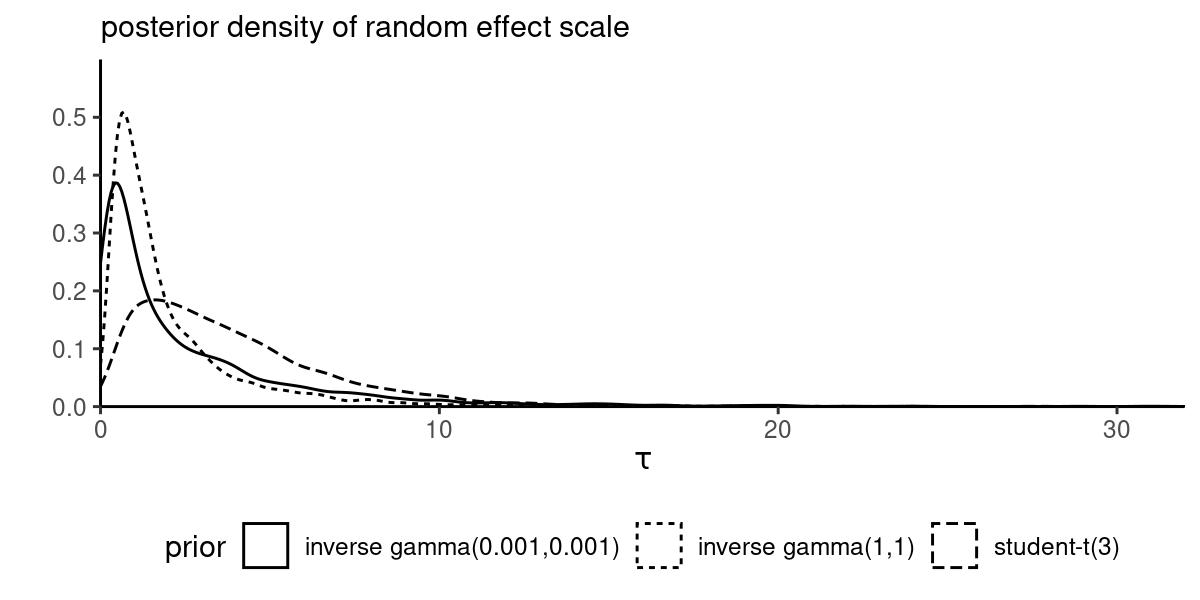 posterior density of random effect scale
0.5
0.4
0.3
0.2
0.1
0.0
0 10 20 30
τ
prior inverse gamma(0.001,0.001) inverse gamma(1,1) student-t(3)